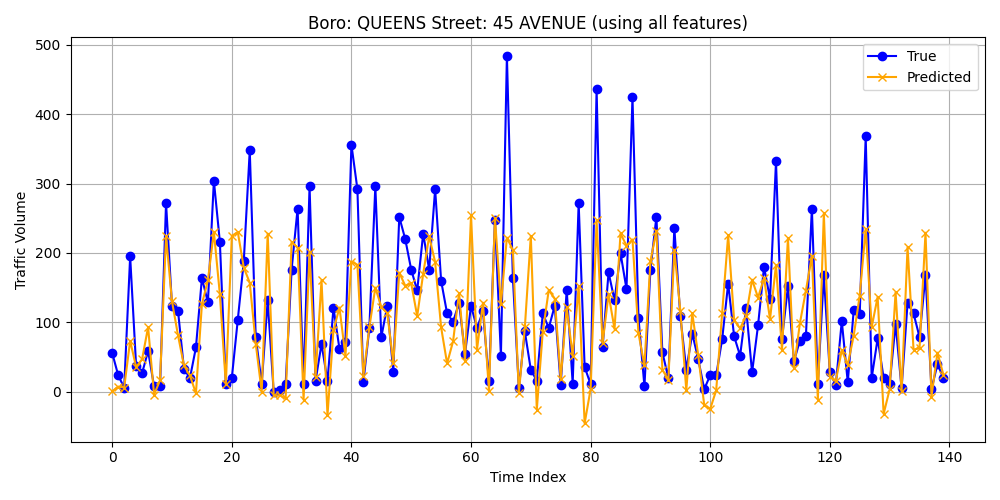 Boro: QUEENS Street: 45 AVENUE (using all features)
True
Predicted
Traffic Volume
500
400
300
200
100
0
0 20 40 60 80 100 120 140
Time Index